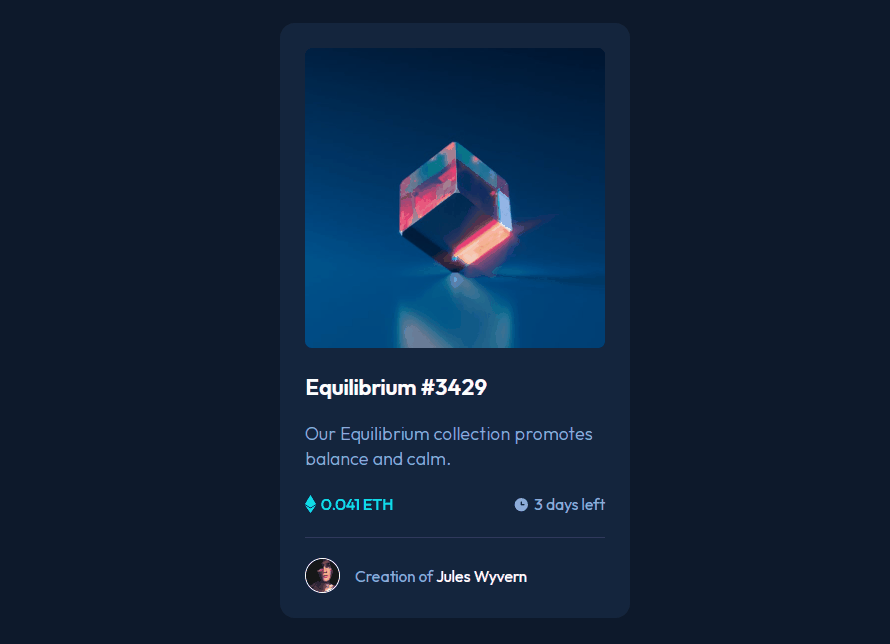 Equilibrium #3429
Our Equilibrium collection promotes
balance and calm.
0.041 ETH
3 days left
Creation of Jules Wyvern